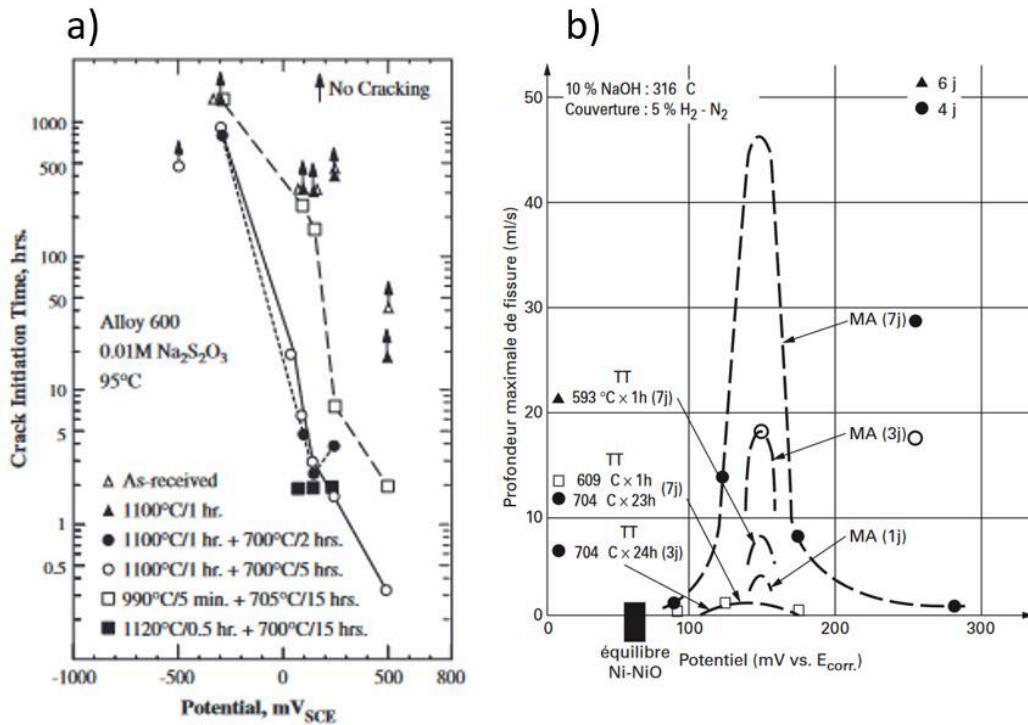 a)
No Cracking
1000
500
100
50
10
5
1
0.5
Crack Initiation Time, hrs.
Alloy 600
0.01M Na₂S₂O₃
95°C
As-received
1100°C/1 hr.
1100°C/1 hr. + 700°C/2 hrs.
1100°C/1 hr. + 700°C/5 hrs.
990°C/5 min. + 705°C/15 hrs.
1120°C/0.5 hr. + 700°C/15 hrs.
-1000 -500 0 500 800
Potential, mVSCE
b)
10 % NaOH : 316 C
Couverture : 5 % H₂ - N₂
6 j
4 j
50
40
30
20
10
0
Profondeur maximale de fissure (ml/s)
MA (7j)
TT
593 °C × 1h (7j)
MA (3j)
TT
609 C × 1h
704 C × 23h
(7j)
TT
704 C × 24h (3j)
MA (1j)
0 100 200 300
équilibre
Ni-NiO
Potentiel (mV vs. Ecorr.)